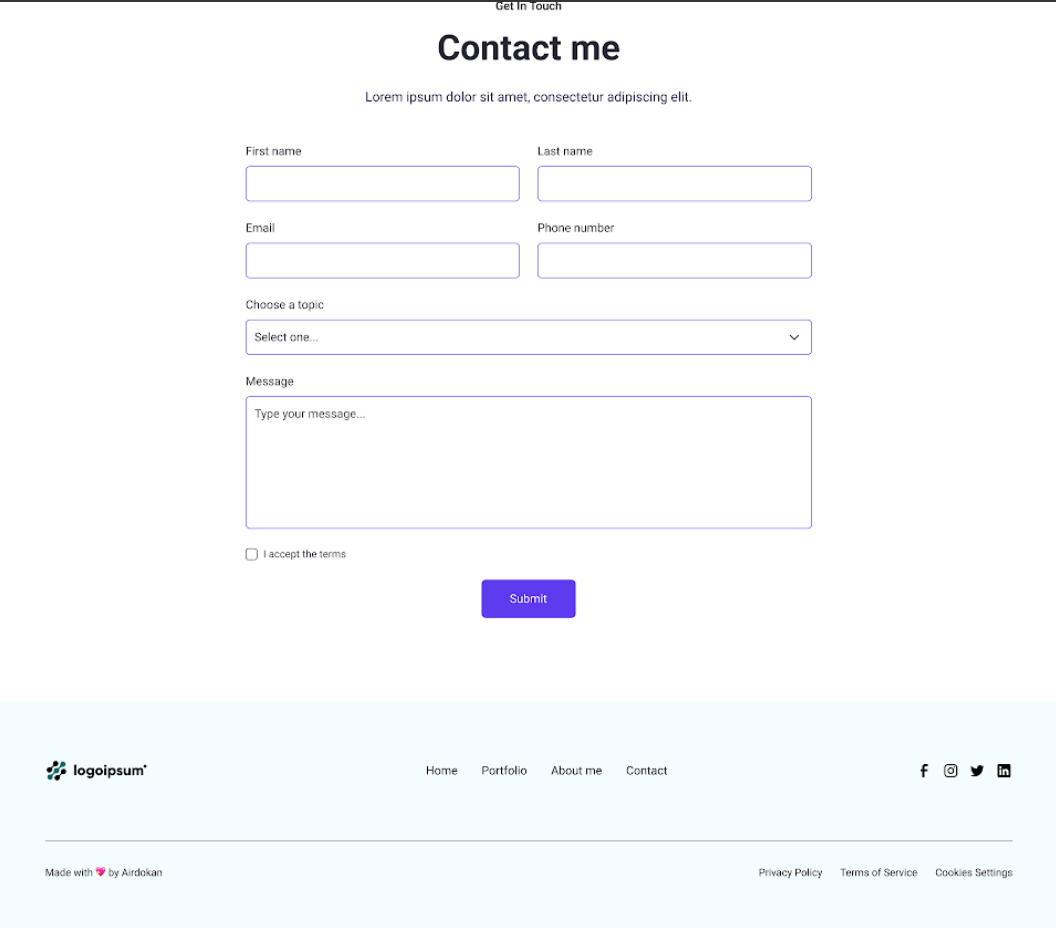 Get In Touch
Contact me
Lorem ipsum dolor sit amet, consectetur adipiscing elit.
First name
Last name
Email
Phone number
Choose a topic
Select one...
Message
Type your message...
I accept the terms
Submit
logoipsum
Home Portfolio About me Contact
Made with 💖 by Airdokan
Privacy Policy Terms of Service Cookies Settings